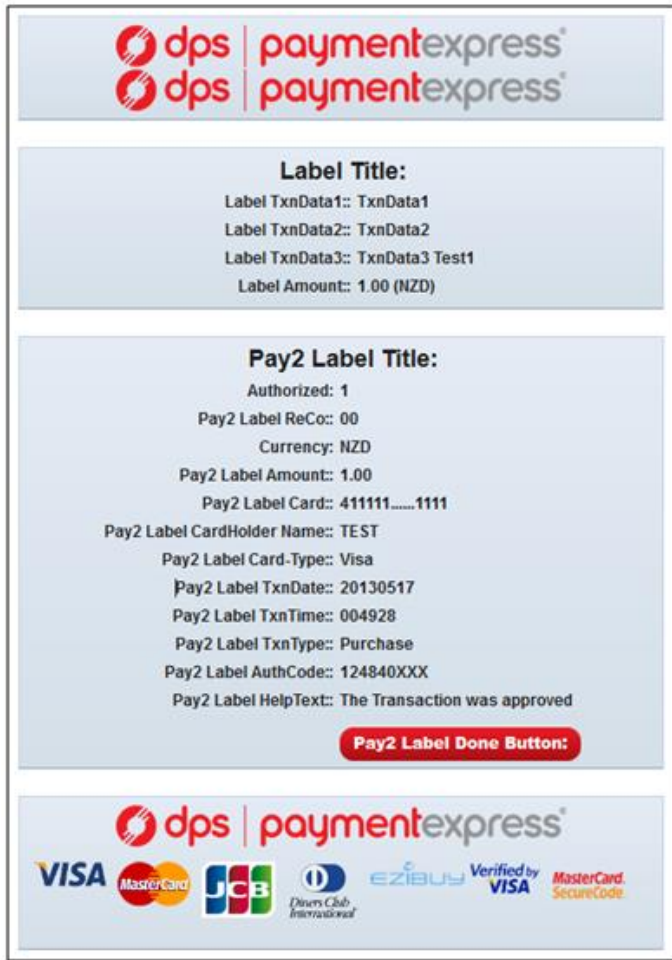 dps | paymentexpress
dps | paymentexpress
Label Title:
Label TxnData1:: TxnData1
Label TxnData2:: TxnData2
Label TxnData3:: TxnData3 Test1
Label Amount:: 1.00 (NZD)
Pay2 Label Title:
Authorized: 1
Pay2 Label ReCo:: 00
Currency: NZD
Pay2 Label Amount:: 1.00
Pay2 Label Card:: 411111......1111
Pay2 Label CardHolder Name:: TEST
Pay2 Label Card-Type:: Visa
Pay2 Label TxnDate:: 20130517
Pay2 Label TxnTime:: 004928
Pay2 Label TxnType:: Purchase
Pay2 Label AuthCode:: 124840XXX
Pay2 Label HelpText:: The Transaction was approved
Pay2 Label Done Button:
dps | paymentexpress
VISA MasterCard JCB Diners Club International EZIBUY Verified by VISA MasterCard. SecureCode.